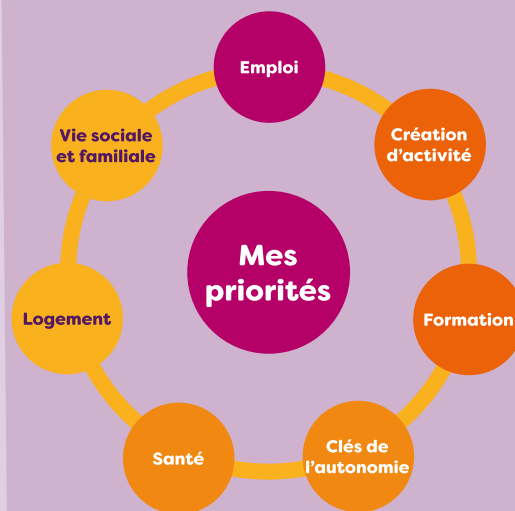 Emploi
Création
d'activité
Formation
Clés de
l'autonomie
Santé
Logement
Vie sociale
et familiale
Mes
priorités